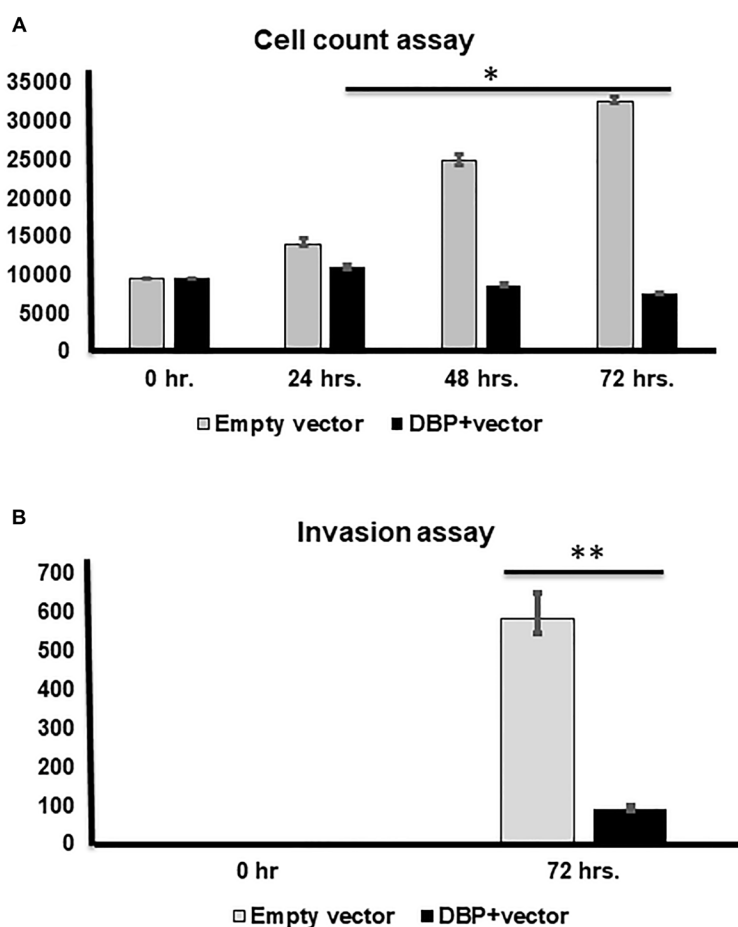 A
Cell count assay
*
35000
30000
25000
20000
15000
10000
5000
0
0 hr. 24 hrs. 48 hrs. 72 hrs.
Empty vector DBP+vector
B
Invasion assay
**
700
600
500
400
300
200
100
0
0 hr 72 hrs.
Empty vector DBP+vector